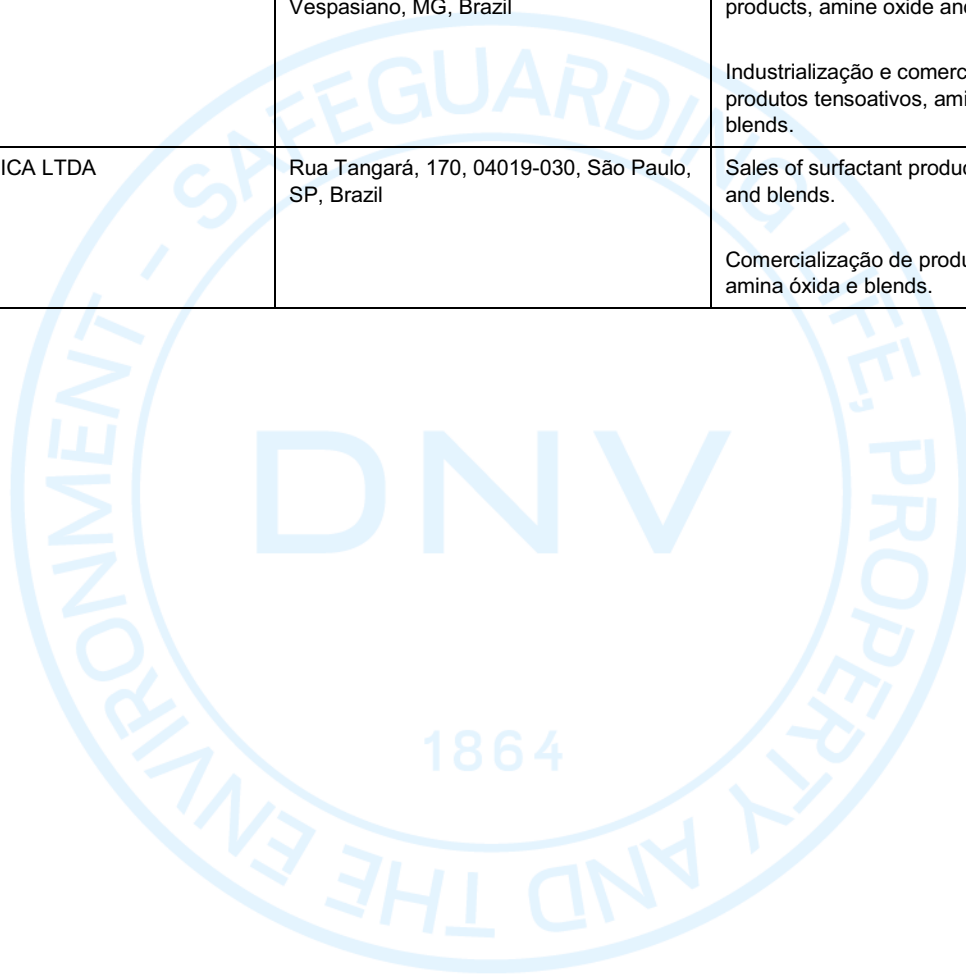 Vespasiano, MG, Brazil
products, amine oxide and
Industrialização e comerc
produtos tensoativos, ami
blends.
ICA LTDA
Rua Tangará, 170, 04019-030, São Paulo,
SP, Brazil
Sales of surfactant produc
and blends.
Comercialização de produ
amina óxida e blends.
SAFEGUARDING LIFE, PROPERTY AND THE ENVIRONMENT -
DNV
1864